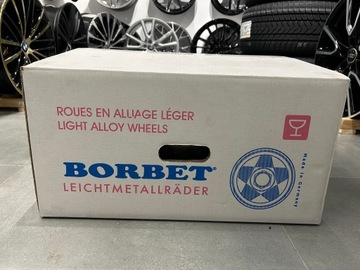 ROUES EN ALLIAGE LÉGER
LIGHT ALLOY WHEELS
BORBET®
LEICHTMETALLRÄDER
Made in Germany